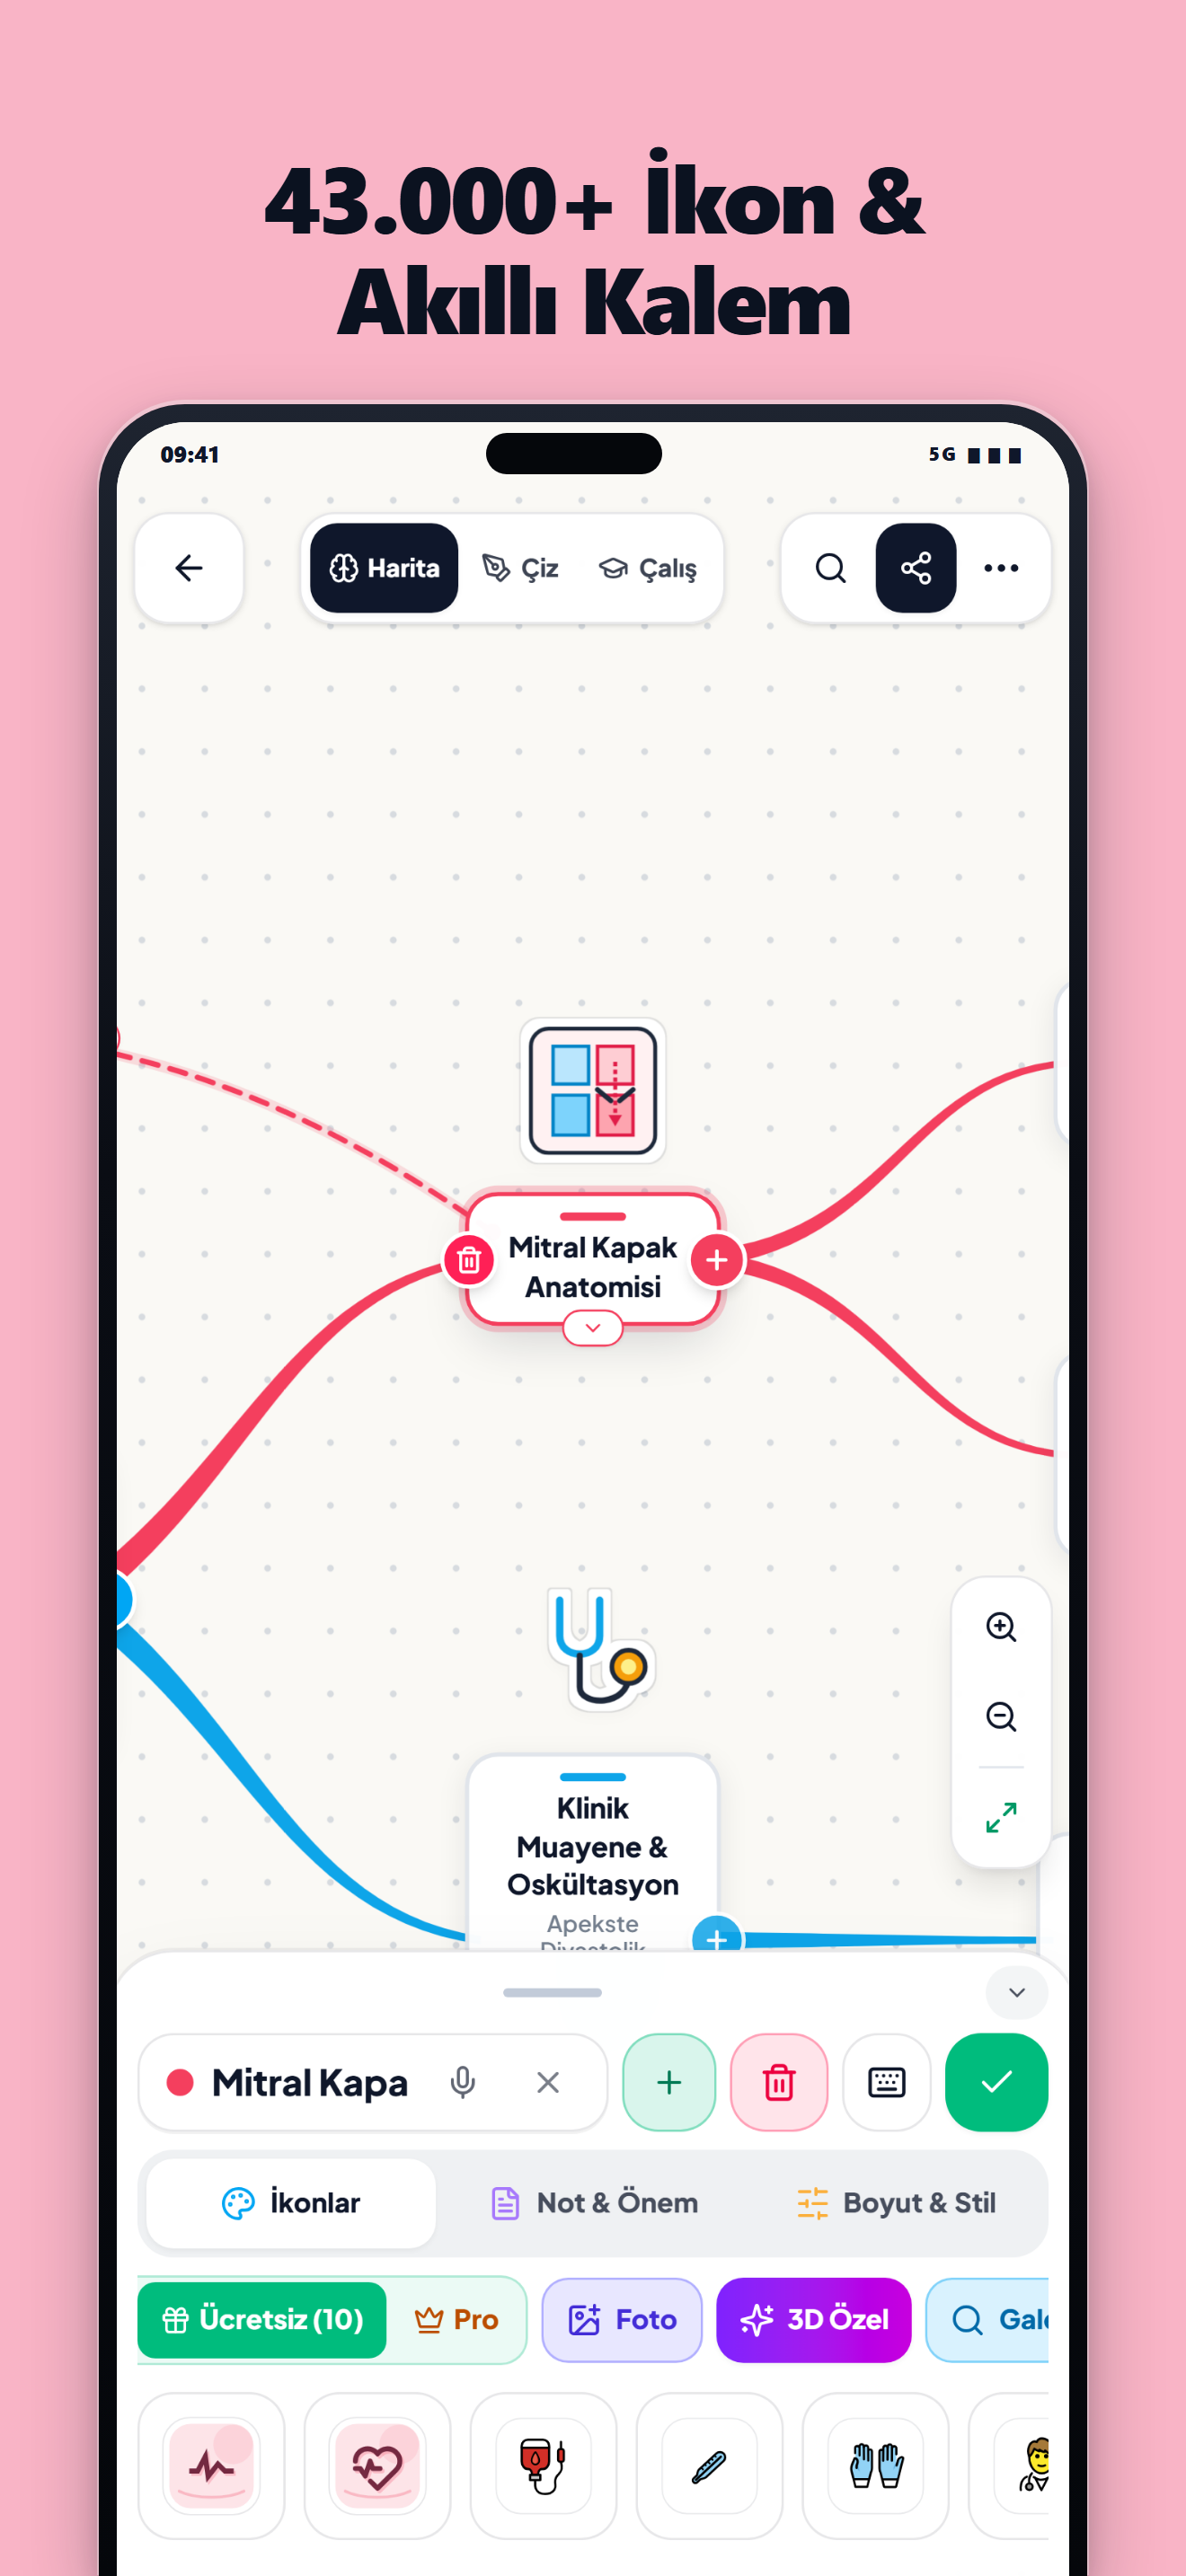 43.000+ İkon &
Akıllı Kalem
09:41
5G
Harita
Çiz
Çalış
Mitral Kapak
Anatomisi
Klinik
Muayene &
Oskültasyon
Apekste
Mitral Kapa
İkonlar
Not & Önem
Boyut & Stil
Ücretsiz (10)
Pro
Foto
3D Özel